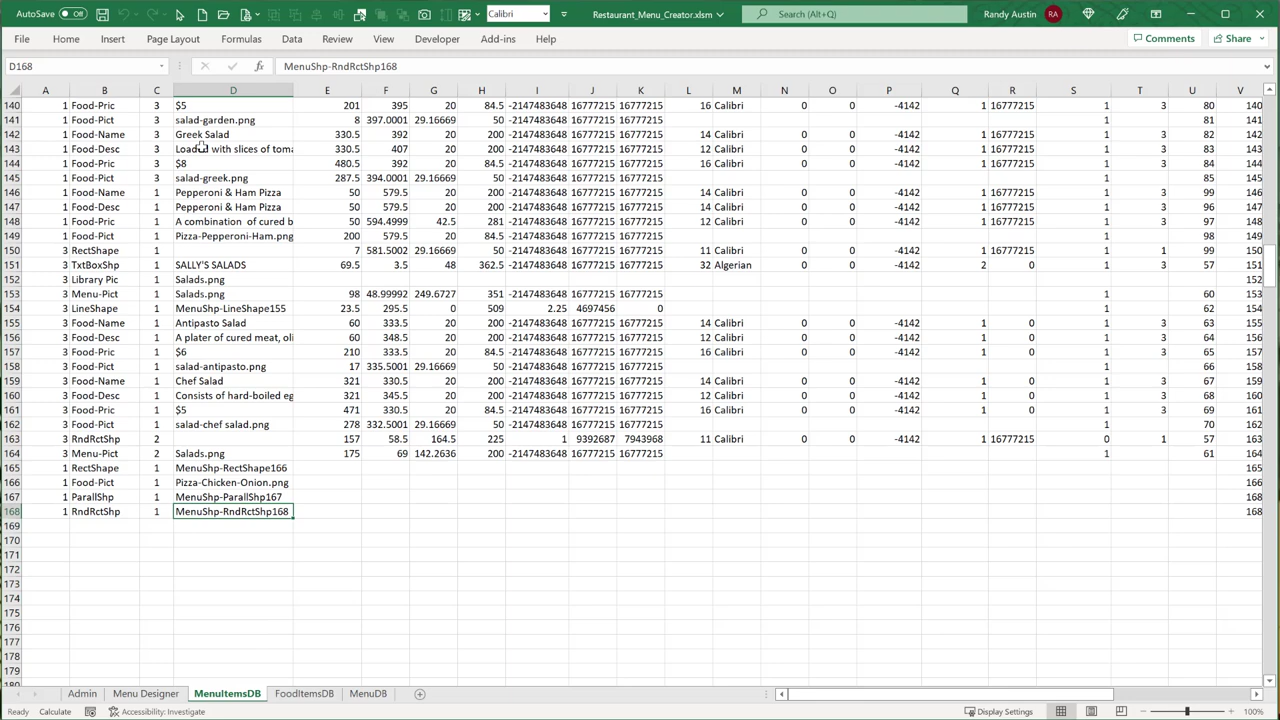 AutoSave Off Calibri Restaurant_Menu_Creator.xlsm Search (Alt+Q) Randy Austin RA
File Home Insert Page Layout Formulas Data Review View Developer Add-ins Help Comments Share
D168 fx MenuShp-RndRctShp168
A B C D E F G H I J K L M N O P Q R S T U V
140 1 Food-Pric 3 $5 201 395 20 84.5 -2147483648 16777215 16777215 16 Calibri 0 0 -4142 1 16777215 1 3 80 140
141 1 Food-Pict 3 salad-garden.png 8 397.0001 29.16669 50 -2147483648 16777215 16777215 1 81 141
142 1 Food-Name 3 Greek Salad 330.5 392 20 200 -2147483648 16777215 16777215 14 Calibri 0 0 -4142 1 16777215 1 3 82 142
143 1 Food-Desc 3 with slices of toma 330.5 407 20 200 -2147483648 16777215 16777215 12 Calibri 0 0 -4142 1 16777215 1 3 83 143
144 1 Food-Pric 3 $8 480.5 392 20 200 -2147483648 16777215 16777215 12 Calibri 0 0 -4142 1 16777215 1 3 84 144
145 1 Food-Pict 3 salad-greek.png 287.5 394.0001 29.16669 50 -2147483648 16777215 16777215 1 85 145
146 1 Food-Name 1 Pepperoni & Ham Pizza 50 579.5 20 200 -2147483648 16777215 16777215 14 Calibri 0 0 -4142 1 16777215 1 3 99 146
147 1 Food-Desc 1 Pepperoni & Ham Pizza 50 579.5 20 200 -2147483648 16777215 16777215 14 Calibri 0 0 -4142 1 16777215 1 3 96 147
148 1 Food-Pric 1 A combination of cured b 50 594.4999 42.5 281 -2147483648 16777215 16777215 12 Calibri 0 0 -4142 1 16777215 1 3 97 148
149 1 Food-Pict 1 Pizza-Pepperoni-Ham.png 200 579.5 20 84.5 -2147483648 16777215 16777215 1 98 149
150 3 RectShape 1 7 581.5002 29.16669 50 -2147483648 16777215 16777215 11 Calibri 0 0 -4142 1 16777215 1 1 99 150
151 3 TxtBoxShp 1 SALLY'S SALADS 69.5 3.5 48 362.5 -2147483648 16777215 16777215 32 Algerian 0 0 -4142 2 0 1 3 57 151
152 3 Library Pic 1 Salads.png 152
153 3 Menu-Pict 1 Salads.png 98 48.99992 249.6727 351 -2147483648 16777215 16777215 1 60 153
154 3 LineShape 1 MenuShp-LineShape155 23.5 295.5 0 509 2.25 4697456 0 1 62 154
155 3 Food-Name 1 Antipasto Salad 60 333.5 20 200 -2147483648 16777215 16777215 14 Calibri 0 0 -4142 1 0 1 3 63 155
156 3 Food-Desc 1 A plater of cured meat, oli 60 348.5 20 200 -2147483648 16777215 16777215 12 Calibri 0 0 -4142 1 0 1 3 64 156
157 3 Food-Pric 1 $6 210 333.5 20 84.5 -2147483648 16777215 16777215 16 Calibri 0 0 -4142 1 0 1 3 65 157
158 3 Food-Pict 1 salad-antipasto.png 17 335.5001 29.16669 50 -2147483648 16777215 16777215 1 66 158
159 3 Food-Name 1 Chef Salad 321 330.5 20 200 -2147483648 16777215 16777215 14 Calibri 0 0 -4142 1 0 1 3 67 159
160 3 Food-Desc 1 Consists of hard-boiled eg 321 345.5 20 200 -2147483648 16777215 16777215 12 Calibri 0 0 -4142 1 0 1 3 68 160
161 3 Food-Pric 1 $5 471 330.5 20 84.5 -2147483648 16777215 16777215 16 Calibri 0 0 -4142 1 0 1 3 69 161
162 3 Food-Pict 1 salad-chef salad.png 278 332.5001 29.16669 50 -2147483648 16777215 16777215 1 70 162
163 3 RndRctShp 2 157 58.5 164.5 225 1 9392687 7943968 11 Calibri 0 0 -4142 1 16777215 0 1 57 163
164 3 Menu-Pict 2 Salads.png 175 69 142.2636 200 -2147483648 16777215 16777215 1 61 164
165 1 RectShape 1 MenuShp-RectShape166 165
166 1 Food-Pict 1 Pizza-Chicken-Onion.png 166
167 1 ParallShp 1 MenuShp-ParallShp167 168
168 1 RndRctShp 1 MenuShp-RndRctShp168 168
169
170
171
172
173
174
175
176
177
178
179
Admin Menu Designer MenuItemsDB FoodItemsDB MenuDB
Ready Calculate Accessibility: Investigate Display Settings 100%